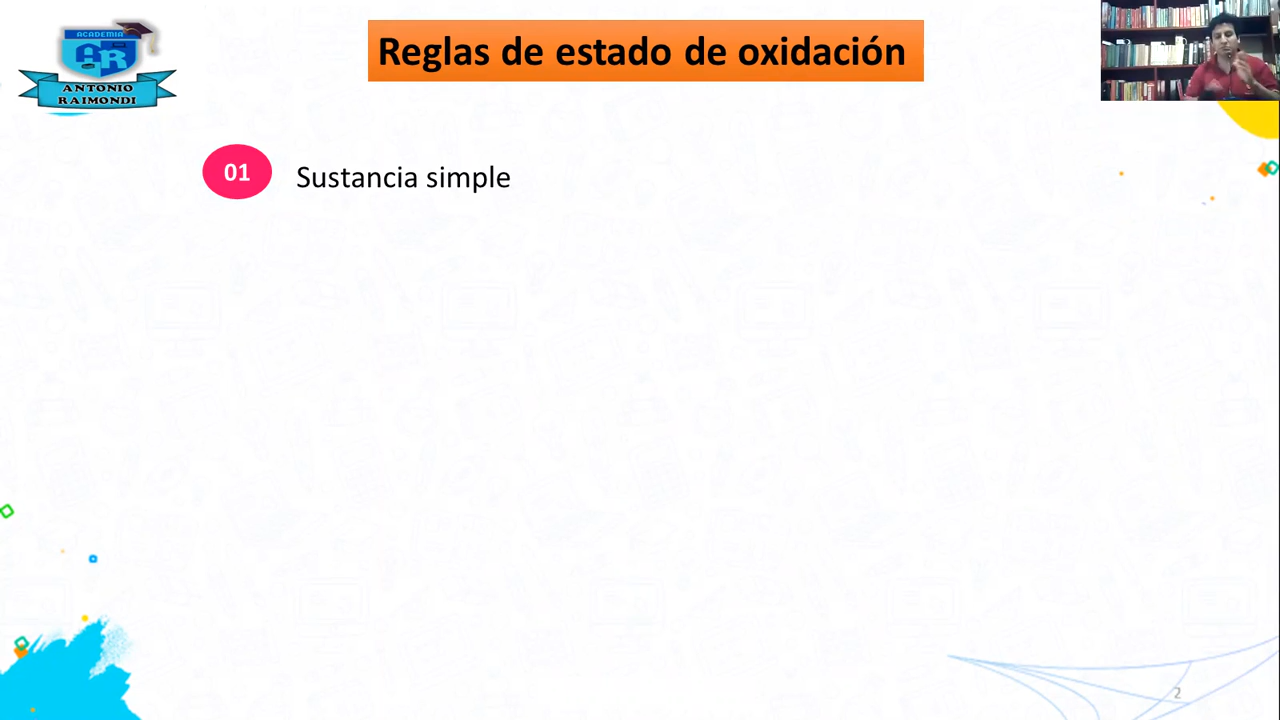 ACADEMIA
AR
ANTONIO
RAIMONDI
Reglas de estado de oxidación
01
Sustancia simple
2